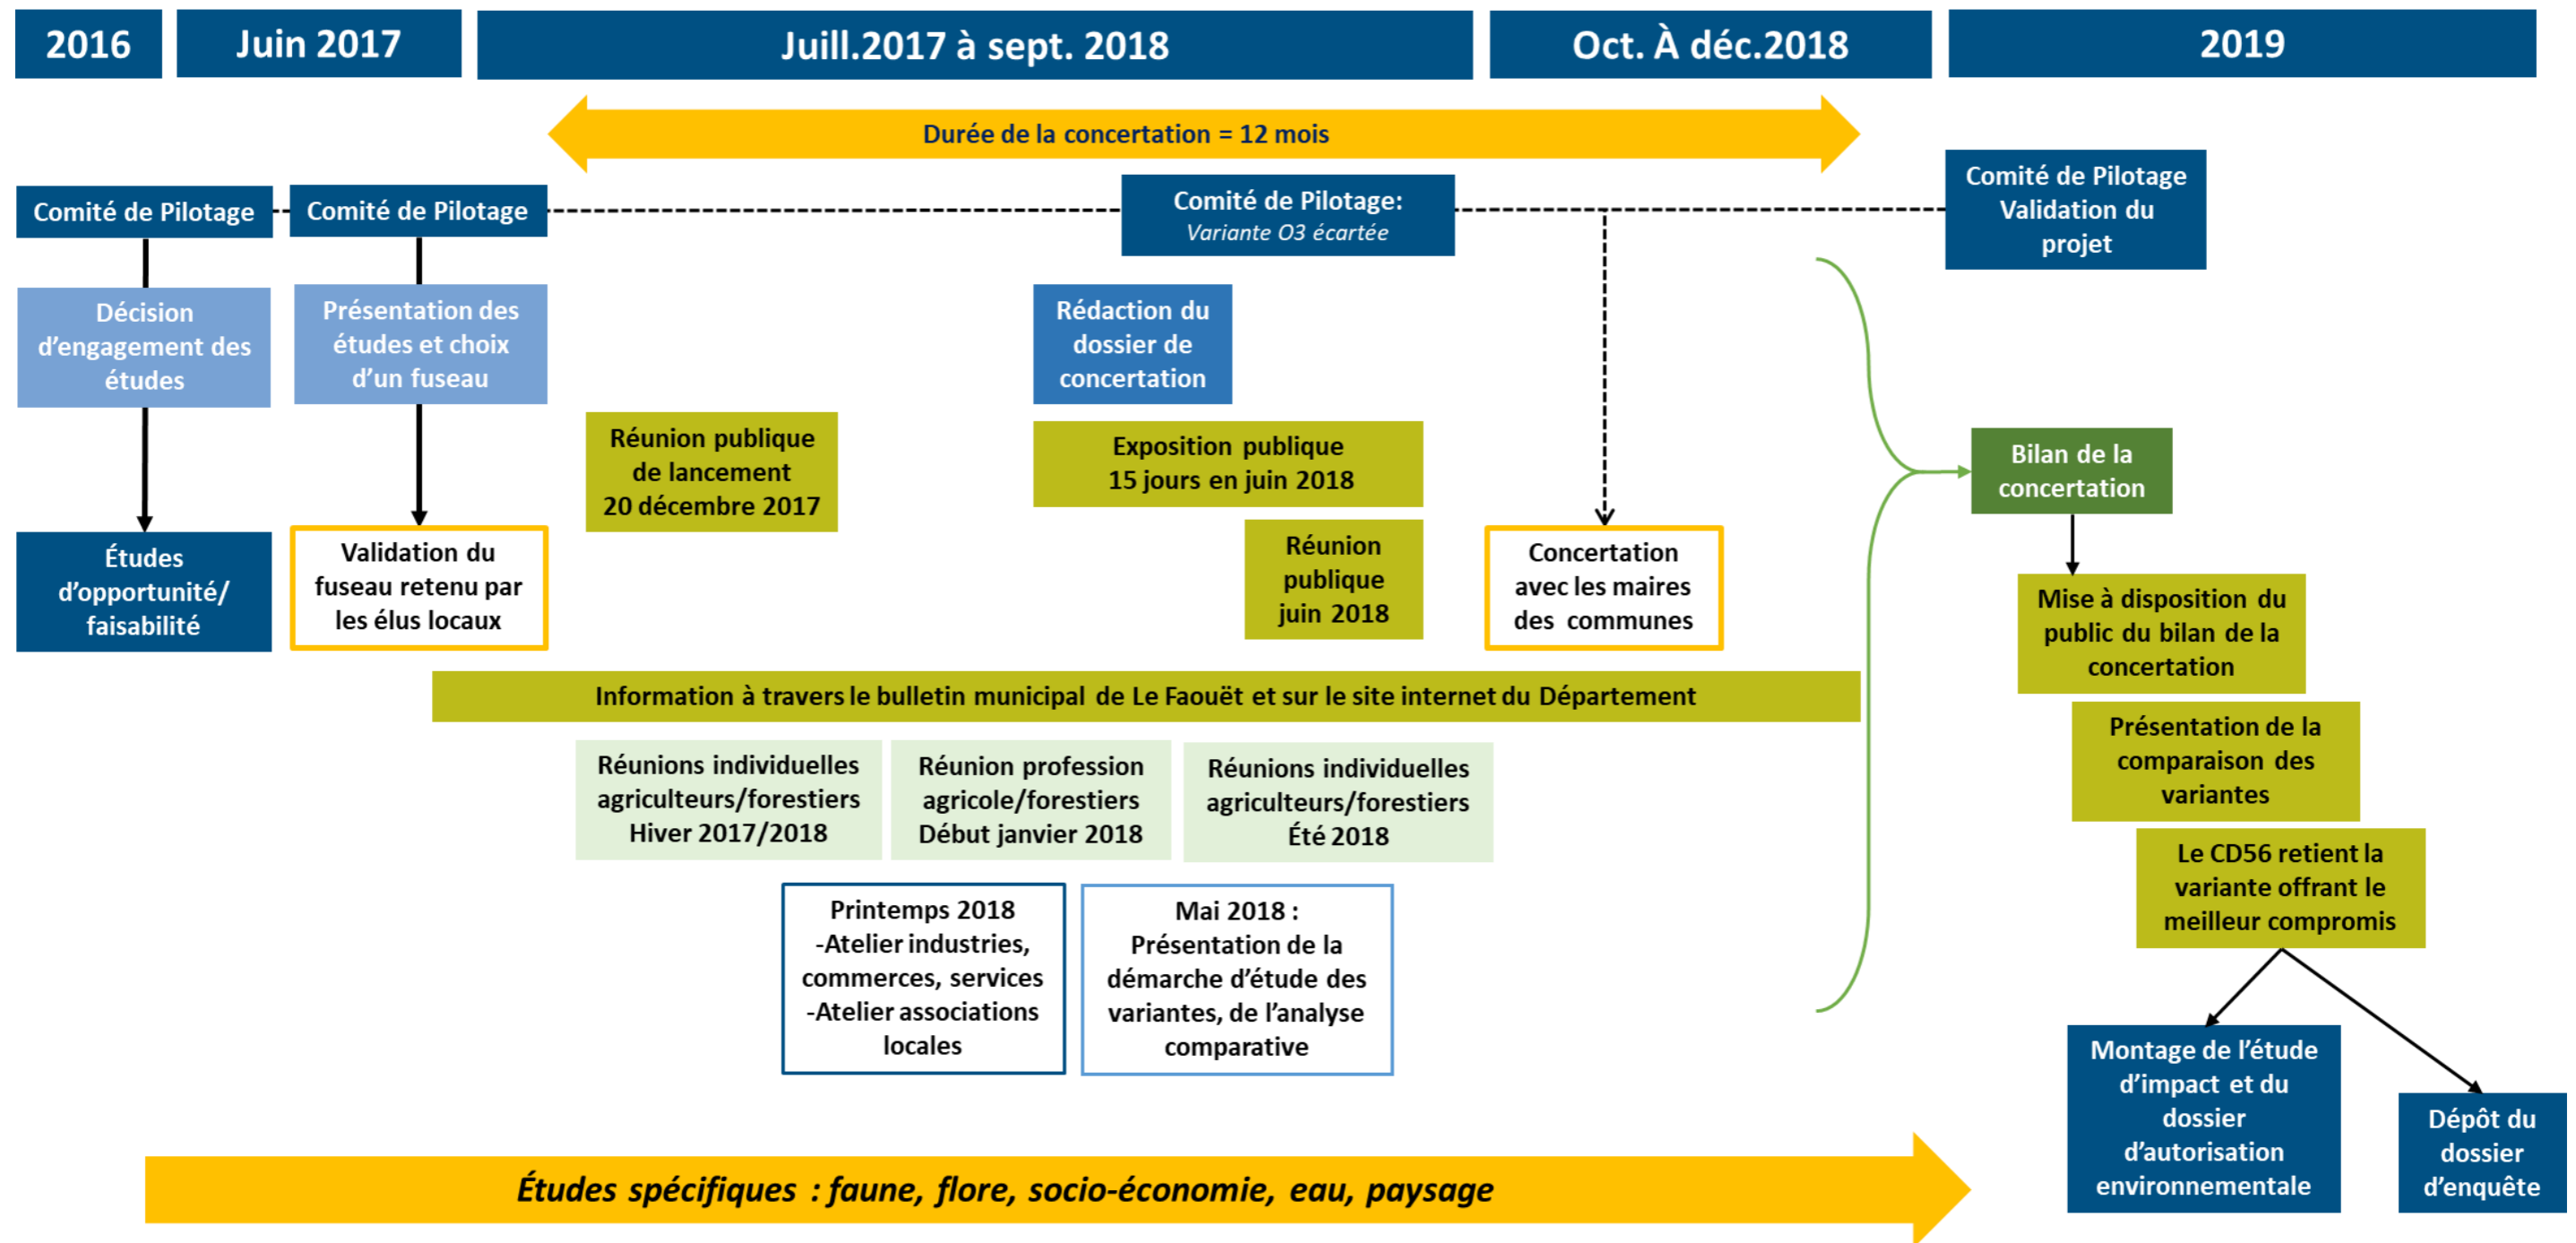 2016
Juin 2017
Juill.2017 à sept. 2018
Oct. À déc.2018
2019
Durée de la concertation = 12 mois
Comité de Pilotage
Comité de Pilotage
Comité de Pilotage:
Variante O3 écartée
Comité de Pilotage
Validation du
projet
Décision
d’engagement des
études
Présentation des
études et choix
d’un fuseau
Rédaction du
dossier de
concertation
Réunion publique
de lancement
20 décembre 2017
Exposition publique
15 jours en juin 2018
Bilan de la
concertation
Études
d’opportunité/
faisabilité
Validation du
fuseau retenu par
les élus locaux
Réunion
publique
juin 2018
Concertation
avec les maires
des communes
Mise à disposition du
public du bilan de la
concertation
Information à travers le bulletin municipal de Le Faouët et sur le site internet du Département
Présentation de la
comparaison des
variantes
Réunions individuelles
agriculteurs/forestiers
Hiver 2017/2018
Réunion profession
agricole/forestiers
Début janvier 2018
Réunions individuelles
agriculteurs/forestiers
Été 2018
Le CD56 retient la
variante offrant le
meilleur compromis
Printemps 2018
-Atelier industries,
commerces, services
-Atelier associations
locales
Mai 2018 :
Présentation de la
démarche d’étude des
variantes, de l’analyse
comparative
Montage de l’étude
d’impact et du
dossier
d’autorisation
environnementale
Dépôt du
dossier
d’enquête
Études spécifiques : faune, flore, socio-économie, eau, paysage